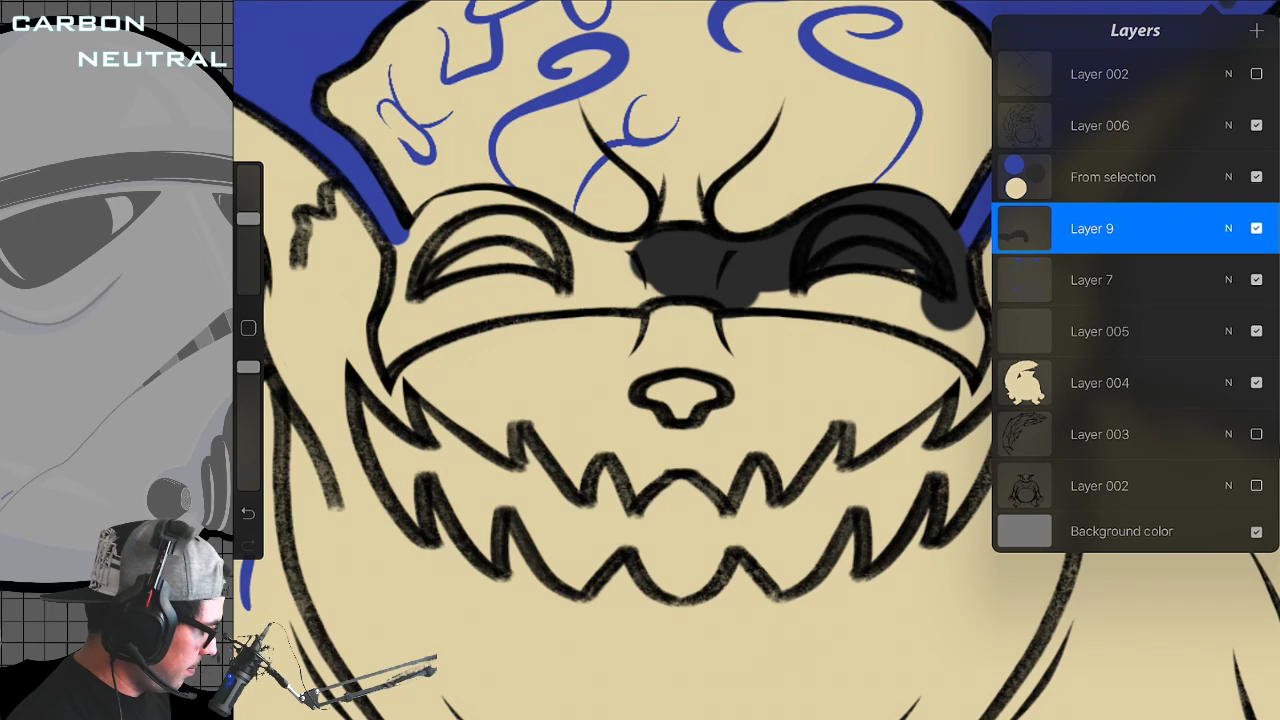 CARBON
NEUTRAL
Layers
Layer 002 N
Layer 006 N
From selection N
Layer 9 N
Layer 7 N
Layer 005 N
Layer 004 N
Layer 003 N
Layer 002 N
Background color